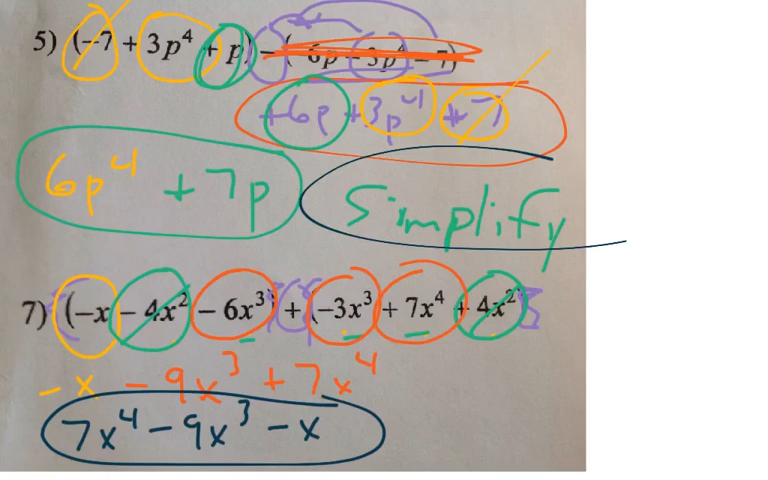 5) (-7 + 3p⁴ + p) - (-6p - 3p⁴ - 7)
+6p +3p⁴ +7
6p⁴ + 7p
Simplify
7) (-x - 4x² - 6x³) + (-3x³ + 7x⁴ + 4x²)
- x - 9x³ + 7x⁴
7x⁴ - 9x³ - x